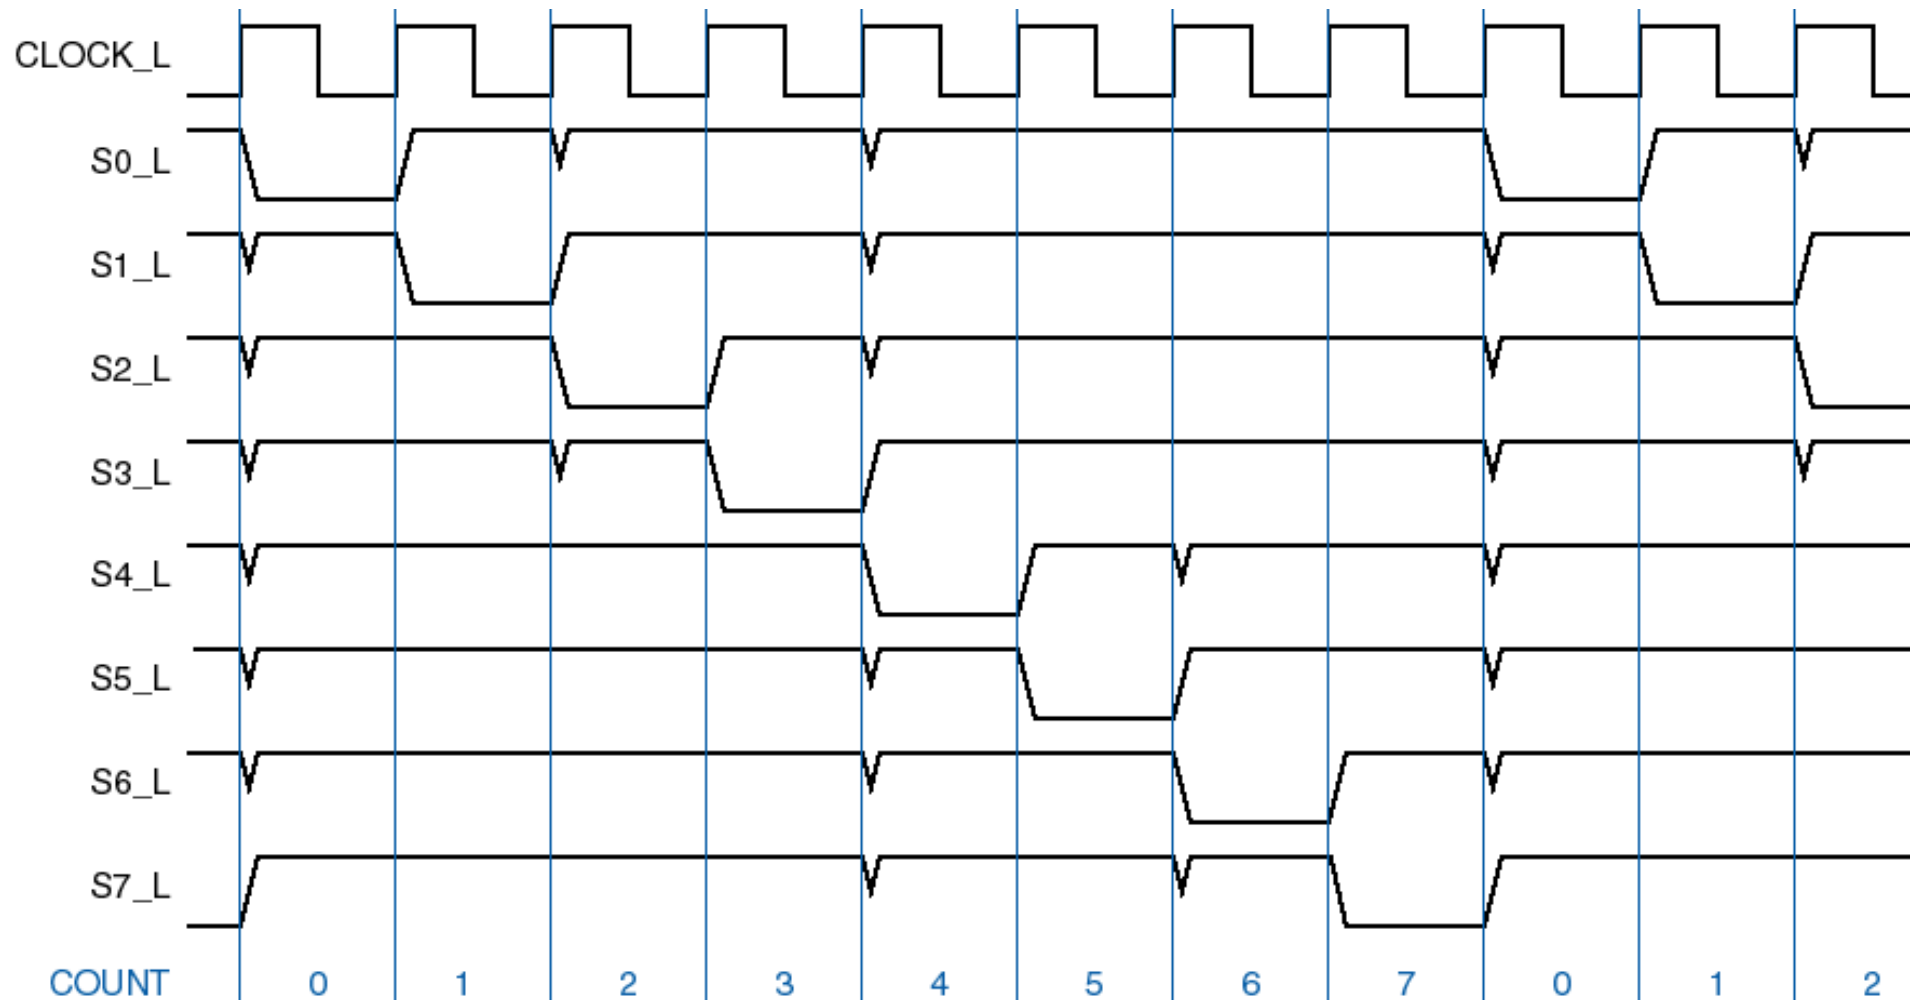 CLOCK_L
S0_L
S1_L
S2_L
S3_L
S4_L
S5_L
S6_L
S7_L
COUNT 0 1 2 3 4 5 6 7 0 1 2